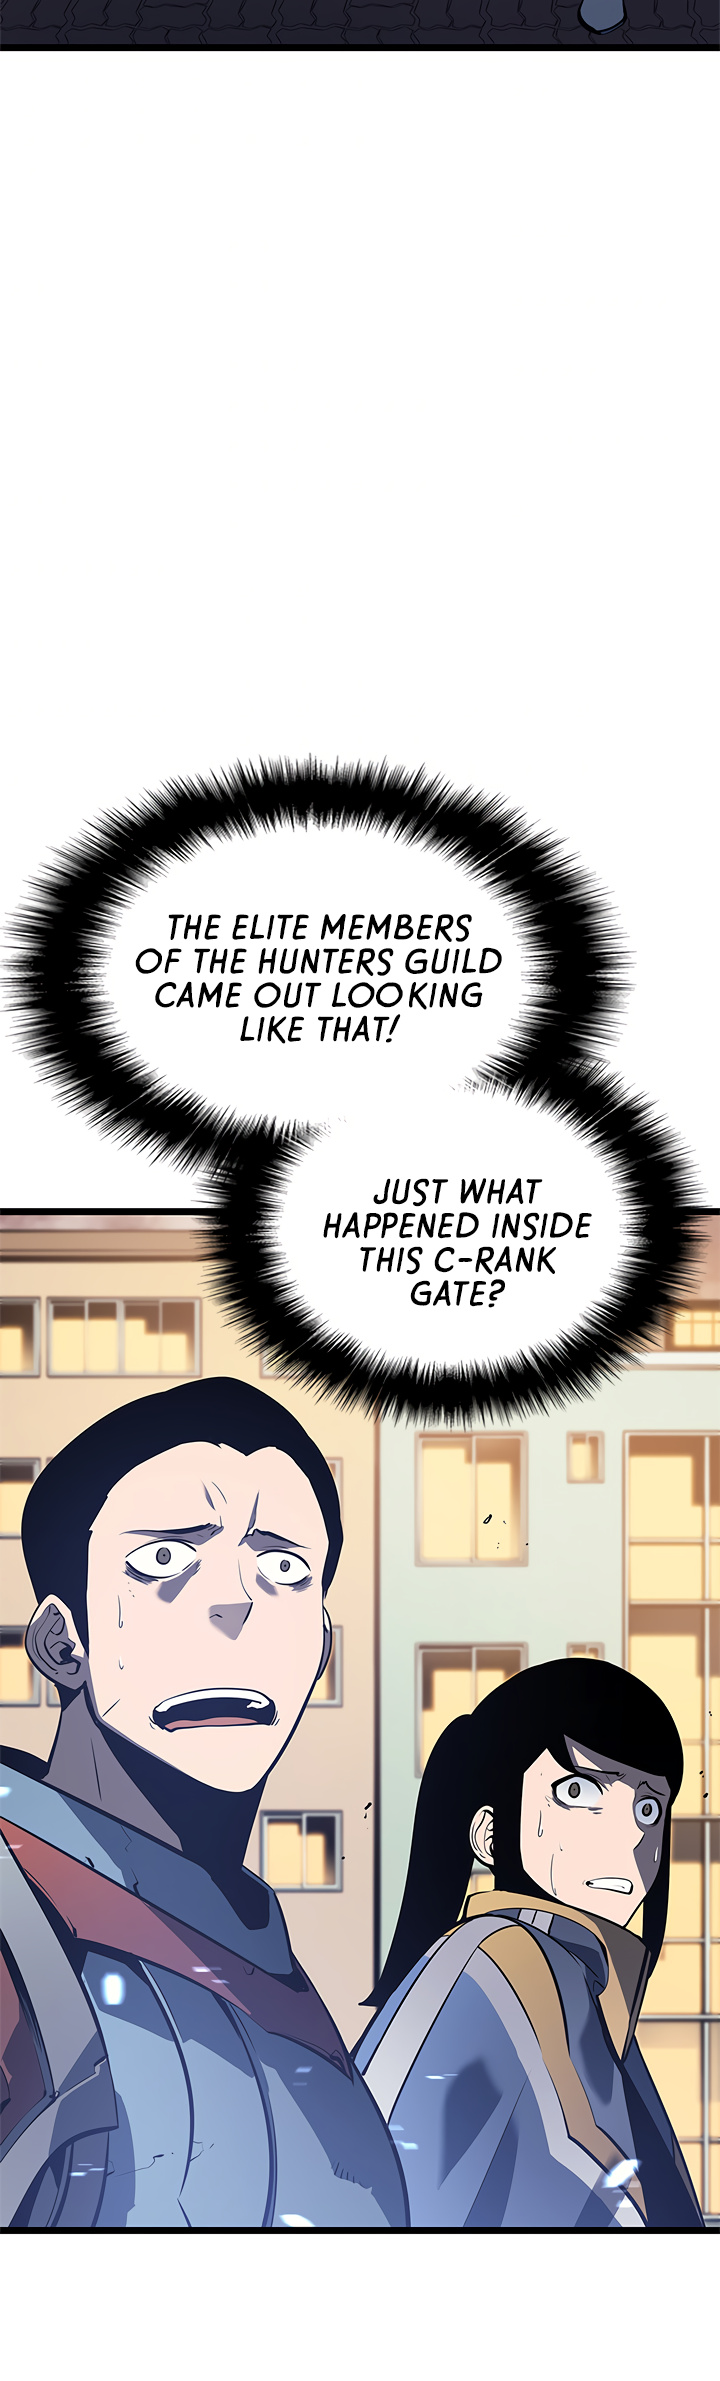 THE ELITE MEMBERS
OF THE HUNTERS GUILD
CAME OUT LOOKING
LIKE THAT!
JUST WHAT
HAPPENED INSIDE
THIS C-RANK
GATE?